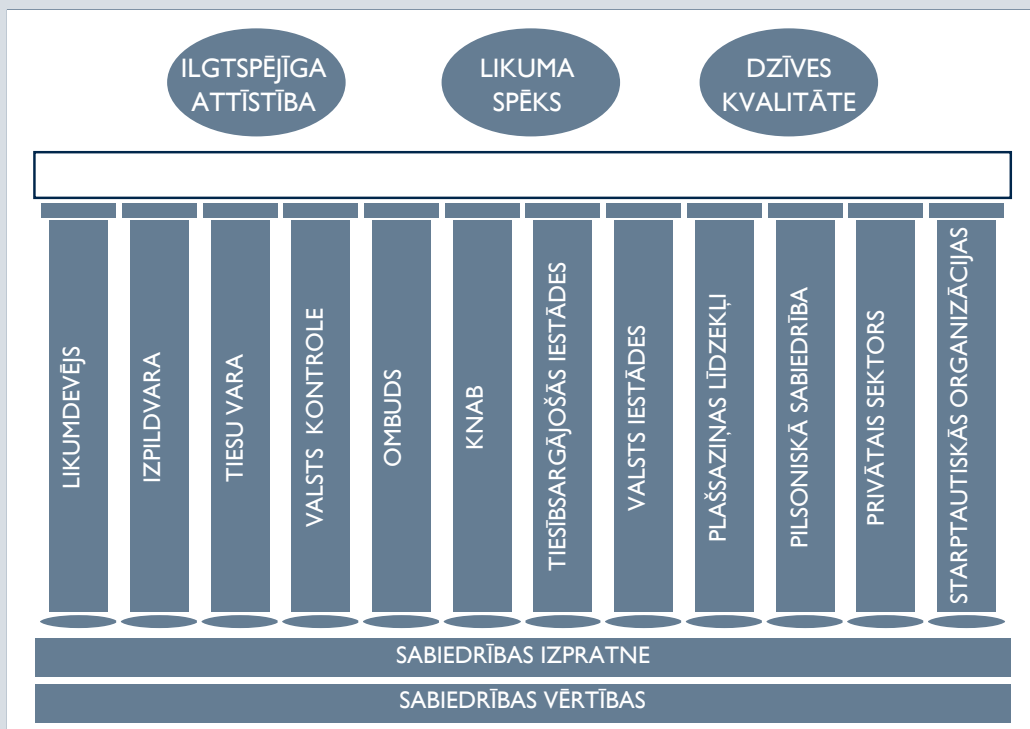 ILGTSPĒJĪGA
ATTĪSTĪBA
LIKUMA
SPĒKS
DZĪVES
KVALITĀTE
LIKUMDEVĒJS
IZPILDVARA
TIESU VARA
VALSTS KONTROLE
OMBUDS
KNAB
TIESĪBSARGĀJOŠĀS IESTĀDES
VALSTS IESTĀDES
PLAŠSAZIŅAS LĪDZEKĻI
PILSONISKĀ SABIEDRĪBA
PRIVĀTAIS SEKTORS
STARPTAUTISKĀS ORGANIZĀCIJAS
SABIEDRĪBAS IZPRATNE
SABIEDRĪBAS VĒRTĪBAS